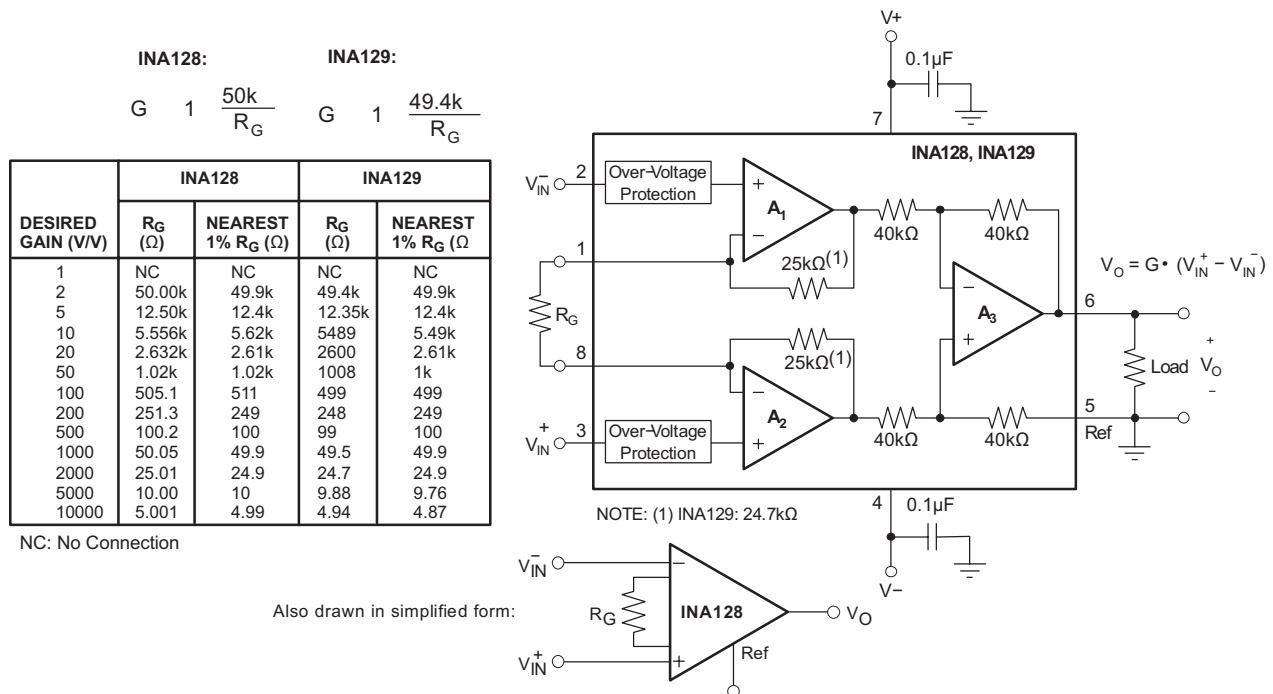 INA128:
INA129:
G 1 50k
R_G
G 1 49.4k
R_G
DESIRED GAIN (V/V) INA128 INA129
R_G (Ω) NEAREST 1% R_G (Ω) R_G (Ω) NEAREST 1% R_G (Ω
1 NC NC NC NC
2 50.00k 49.9k 49.4k 49.9k
5 12.50k 12.4k 12.35k 12.4k
10 5.556k 5.62k 5489 5.49k
20 2.632k 2.61k 2600 2.61k
50 1.02k 1.02k 1008 1k
100 505.1 511 499 499
200 251.3 249 248 249
500 100.2 100 99 100
1000 50.05 49.9 49.5 49.9
2000 25.01 24.9 24.7 24.9
5000 10.00 10 9.88 9.76
10000 5.001 4.99 4.94 4.87
NC: No Connection
V+
0.1µF
7
INA128, INA129
V_IN^- 2 Over-Voltage
Protection
+
A_1
−
40kΩ
40kΩ
1
25kΩ(1)
R_G
V_O = G • (V_IN^+ − V_IN^-)
−
A_3
+
6
8
25kΩ(1)
Load
+
V_O
−
−
A_2
+
V_IN^+ 3 Over-Voltage
Protection
40kΩ
40kΩ
5
Ref
4
0.1µF
V−
NOTE: (1) INA129: 24.7kΩ
Also drawn in simplified form:
V_IN^-
−
R_G
INA128
V_O
+
V_IN^+
Ref